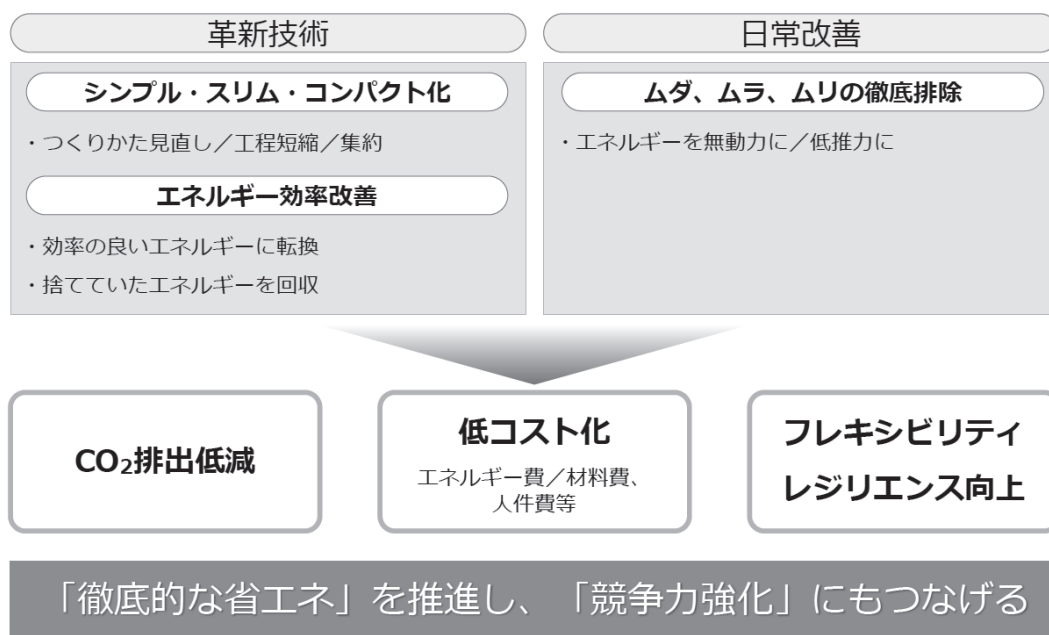 革新技術
シンプル・スリム・コンパクト化
・つくりかた見直し／工程短縮／集約
エネルギー効率改善
・効率の良いエネルギーに転換
・捨てていたエネルギーを回収
日常改善
ムダ、ムラ、ムリの徹底排除
・エネルギーを無動力に／低推力に
CO₂排出低減
低コスト化
エネルギー費／材料費、
人件費等
フレキシビリティ
レジリエンス向上
「徹底的な省エネ」を推進し、「競争力強化」にもつなげる